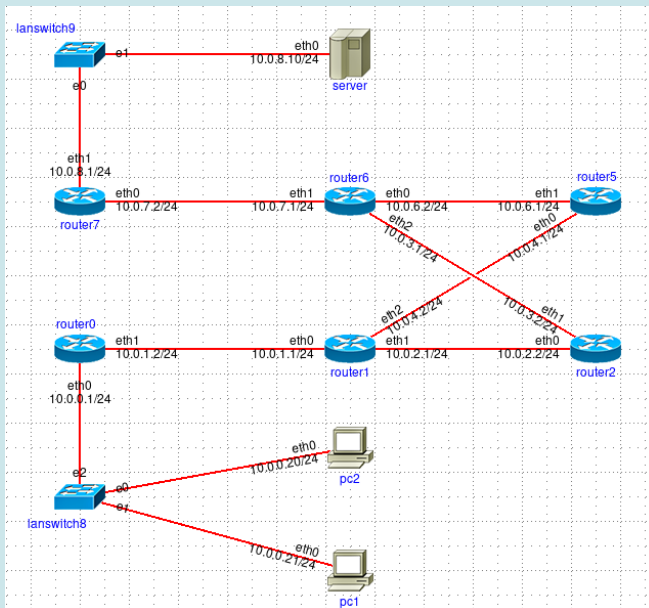 lanswitch9
e1
eth0
10.0.8.10/24
server
e0
eth1
10.0.8.1/24
router7
eth0
10.0.7.2/24
eth1
10.0.7.1/24
router6
eth0
10.0.6.2/24
eth1
10.0.6.1/24
router5
eth2
10.0.3.1/24
eth0
10.0.4.1/24
eth2
10.0.4.2/24
eth1
10.0.3.2/24
router0
eth1
10.0.1.2/24
eth0
10.0.1.1/24
router1
eth1
10.0.2.1/24
eth0
10.0.2.2/24
router2
eth0
10.0.0.1/24
e2
lanswitch8
e0
eth0
10.0.0.20/24
pc2
e1
eth0
10.0.0.21/24
pc1